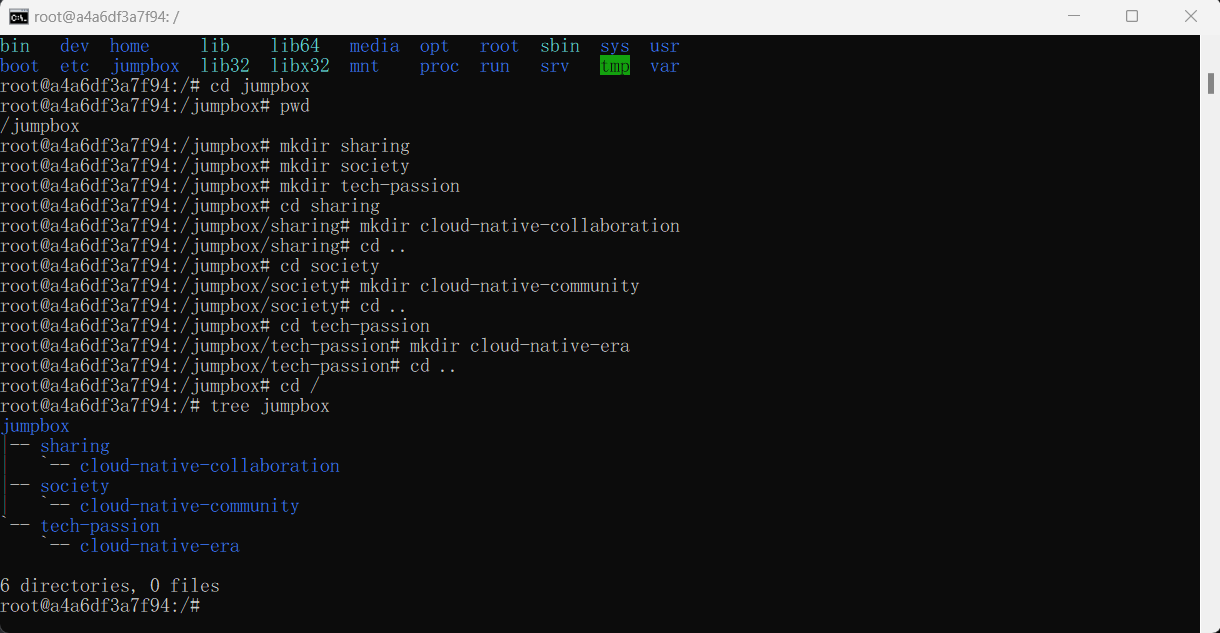 root@a4a6df3a7f94: /
bin   dev  home     lib    lib64   media  opt   root  sbin  sys  usr
boot  etc  jumpbox  lib32  libx32  mnt    proc  run   srv   tmp  var
root@a4a6df3a7f94:/# cd jumpbox
root@a4a6df3a7f94:/jumpbox# pwd
/jumpbox
root@a4a6df3a7f94:/jumpbox# mkdir sharing
root@a4a6df3a7f94:/jumpbox# mkdir society
root@a4a6df3a7f94:/jumpbox# mkdir tech-passion
root@a4a6df3a7f94:/jumpbox# cd sharing
root@a4a6df3a7f94:/jumpbox/sharing# mkdir cloud-native-collaboration
root@a4a6df3a7f94:/jumpbox/sharing# cd ..
root@a4a6df3a7f94:/jumpbox# cd society
root@a4a6df3a7f94:/jumpbox/society# mkdir cloud-native-community
root@a4a6df3a7f94:/jumpbox/society# cd ..
root@a4a6df3a7f94:/jumpbox# cd tech-passion
root@a4a6df3a7f94:/jumpbox/tech-passion# mkdir cloud-native-era
root@a4a6df3a7f94:/jumpbox/tech-passion# cd ..
root@a4a6df3a7f94:/jumpbox# cd /
root@a4a6df3a7f94:/# tree jumpbox
jumpbox
|-- sharing
|   `-- cloud-native-collaboration
|-- society
|   `-- cloud-native-community
`-- tech-passion
    `-- cloud-native-era
6 directories, 0 files
root@a4a6df3a7f94:/#